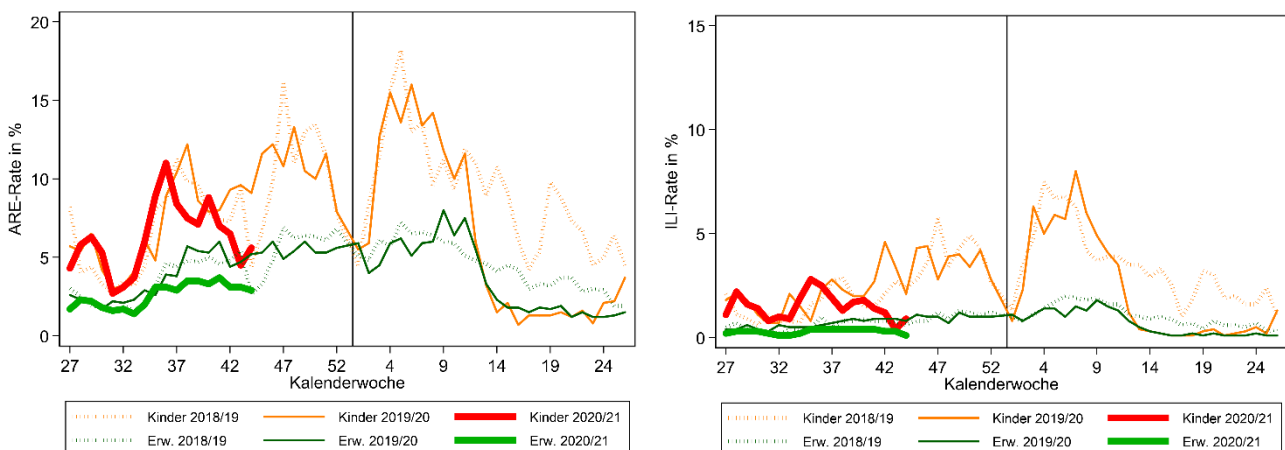 ARE-Rate in %
20
15
10
5
0
27 32 37 42 47 52 4 9 14 19 24
Kalenderwoche
Kinder 2018/19 Kinder 2019/20 Kinder 2020/21
Erw. 2018/19 Erw. 2019/20 Erw. 2020/21
ILI-Rate in %
15
10
5
0
27 32 37 42 47 52 4 9 14 19 24
Kalenderwoche
Kinder 2018/19 Kinder 2019/20 Kinder 2020/21
Erw. 2018/19 Erw. 2019/20 Erw. 2020/21